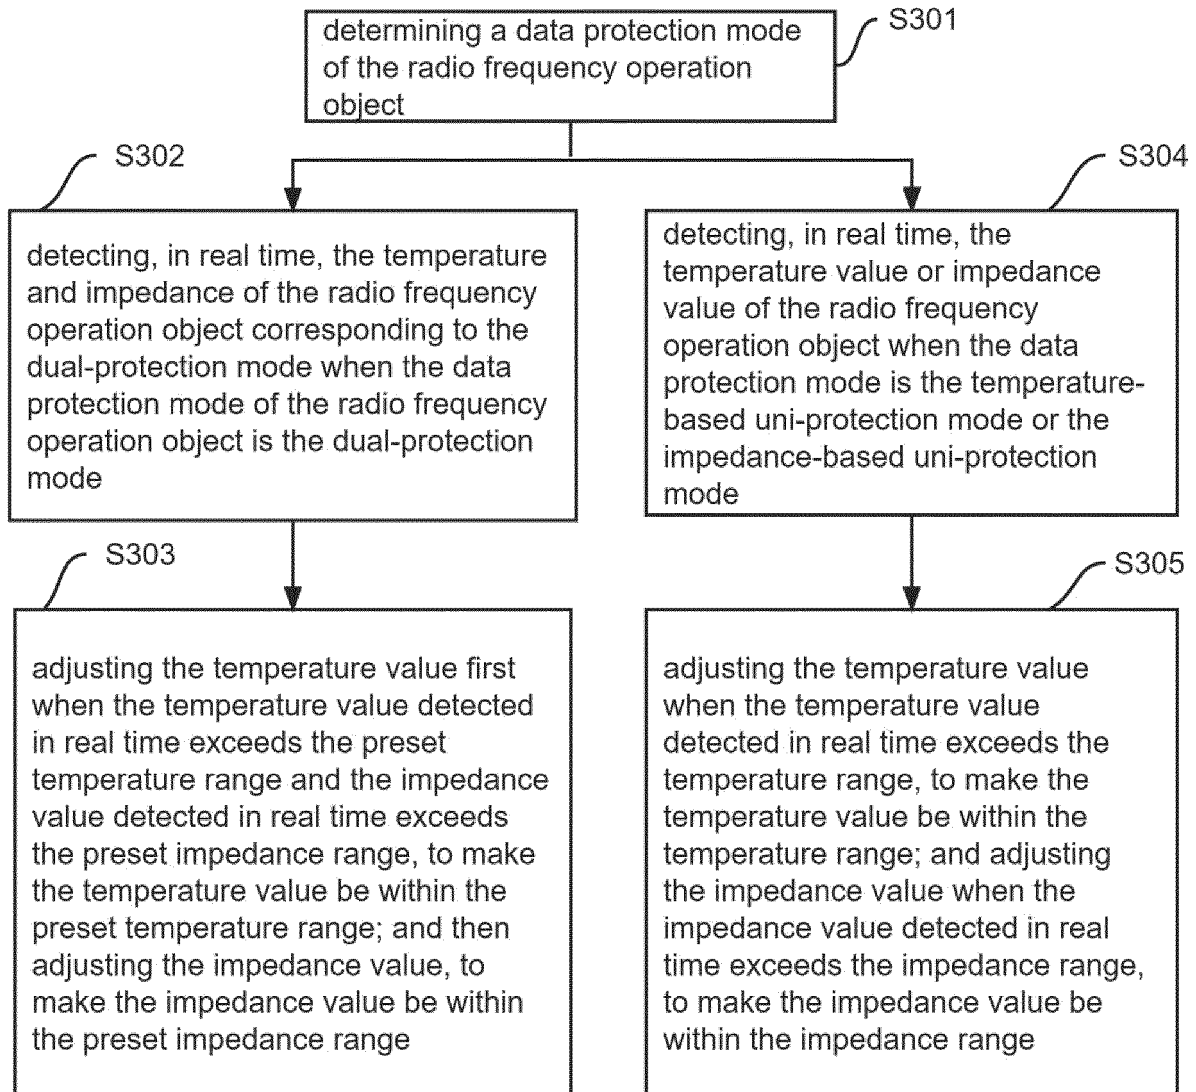 determining a data protection mode
of the radio frequency operation
object
S301
S302
detecting, in real time, the temperature
and impedance of the radio frequency
operation object corresponding to the
dual-protection mode when the data
protection mode of the radio frequency
operation object is the dual-protection
mode
S304
detecting, in real time, the
temperature value or impedance
value of the radio frequency
operation object when the data
protection mode is the temperature-
based uni-protection mode or the
impedance-based uni-protection
mode
S303
adjusting the temperature value first
when the temperature value detected
in real time exceeds the preset
temperature range and the impedance
value detected in real time exceeds
the preset impedance range, to make
the temperature value be within the
preset temperature range; and then
adjusting the impedance value, to
make the impedance value be within
the preset impedance range
S305
adjusting the temperature value
when the temperature value
detected in real time exceeds the
temperature range, to make the
temperature value be within the
temperature range; and adjusting
the impedance value when the
impedance value detected in real
time exceeds the impedance range,
to make the impedance value be
within the impedance range